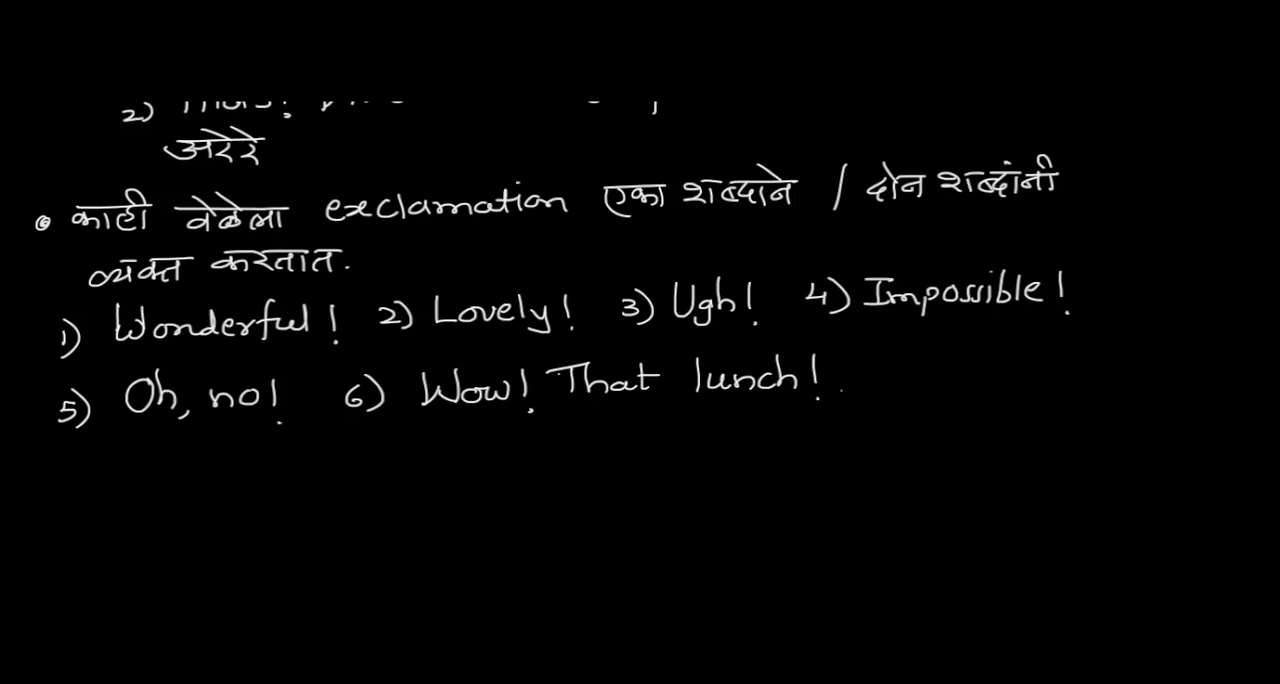 2)
अरेरे
• काही वेळेला exclamation एका शब्दाने / दोन शब्दांनी
व्यक्त करतात.
1) Wonderful! 2) Lovely! 3) Ugh! 4) Impossible!
5) Oh, no! 6) Wow! That lunch!